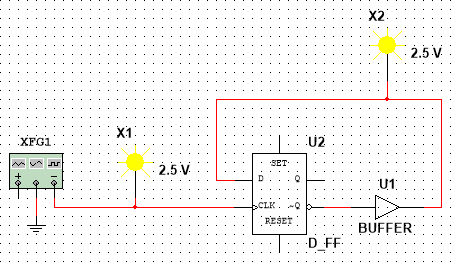 X2
2.5 V
XFG1
X1
2.5 V
U2
SET
D Q
CLK ~Q
RESET
D_FF
U1
BUFFER
+ −